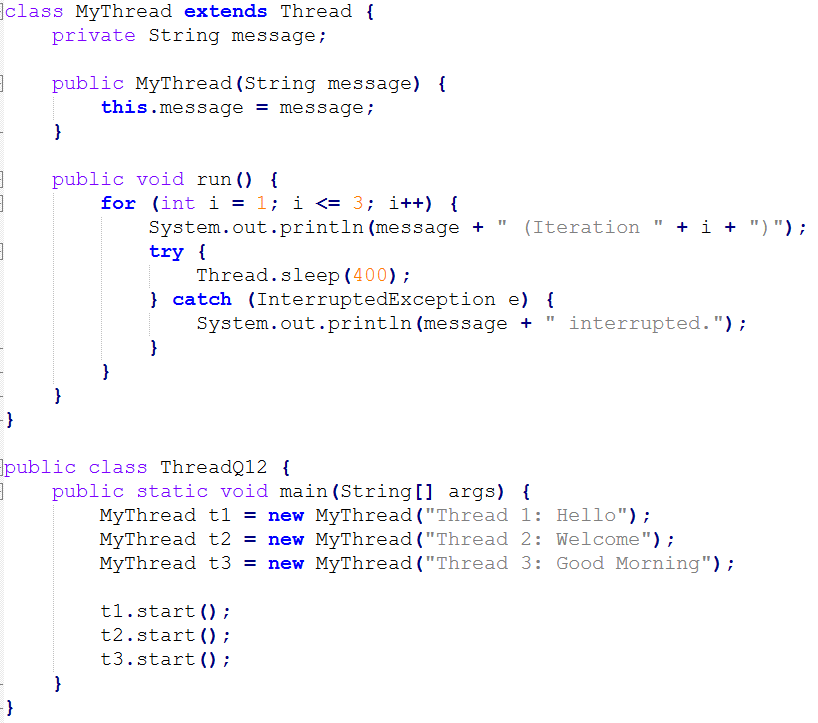 class MyThread extends Thread {
    private String message;

    public MyThread(String message) {
        this.message = message;
    }

    public void run() {
        for (int i = 1; i <= 3; i++) {
            System.out.println(message + " (Iteration " + i + ")");
            try {
                Thread.sleep(400);
            } catch (InterruptedException e) {
                System.out.println(message + " interrupted.");
            }
        }
    }
}

public class ThreadQ12 {
    public static void main(String[] args) {
        MyThread t1 = new MyThread("Thread 1: Hello");
        MyThread t2 = new MyThread("Thread 2: Welcome");
        MyThread t3 = new MyThread("Thread 3: Good Morning");

        t1.start();
        t2.start();
        t3.start();
    }
}